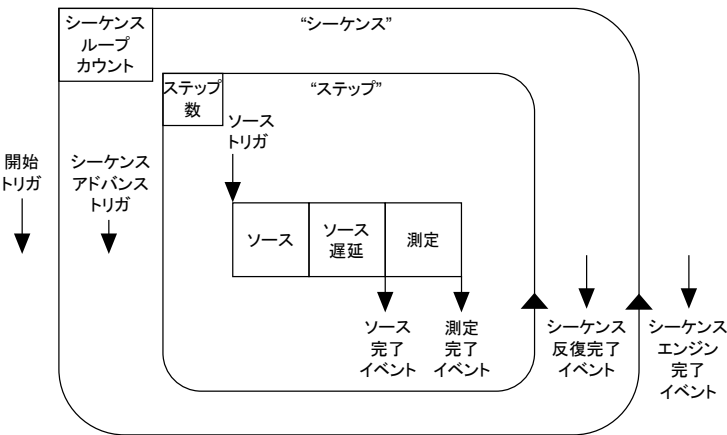 シーケンス
ループ
カウント
“シーケンス”
ステップ
数
“ステップ”
ソース
トリガ
開始
トリガ
シーケンス
アドバンス
トリガ
ソース
ソース
遅延
測定
ソース
完了
イベント
測定
完了
イベント
シーケンス
反復完了
イベント
シーケンス
エンジン
完了
イベント